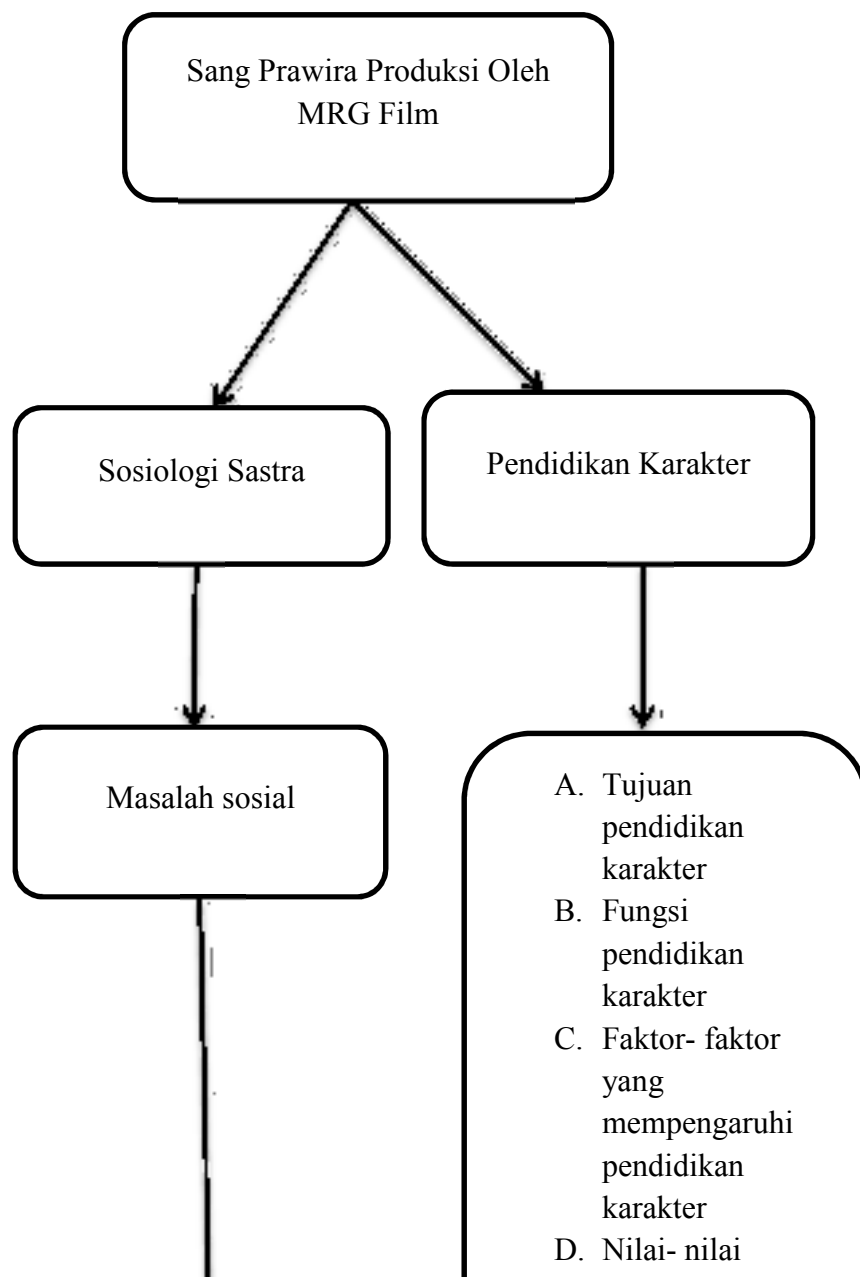 Sang Prawira Produksi Oleh
MRG Film
Sosiologi Sastra
Pendidikan Karakter
Masalah sosial
A. Tujuan
pendidikan
karakter
B. Fungsi
pendidikan
karakter
C. Faktor- faktor
yang
mempengaruhi
pendidikan
karakter
D. Nilai- nilai